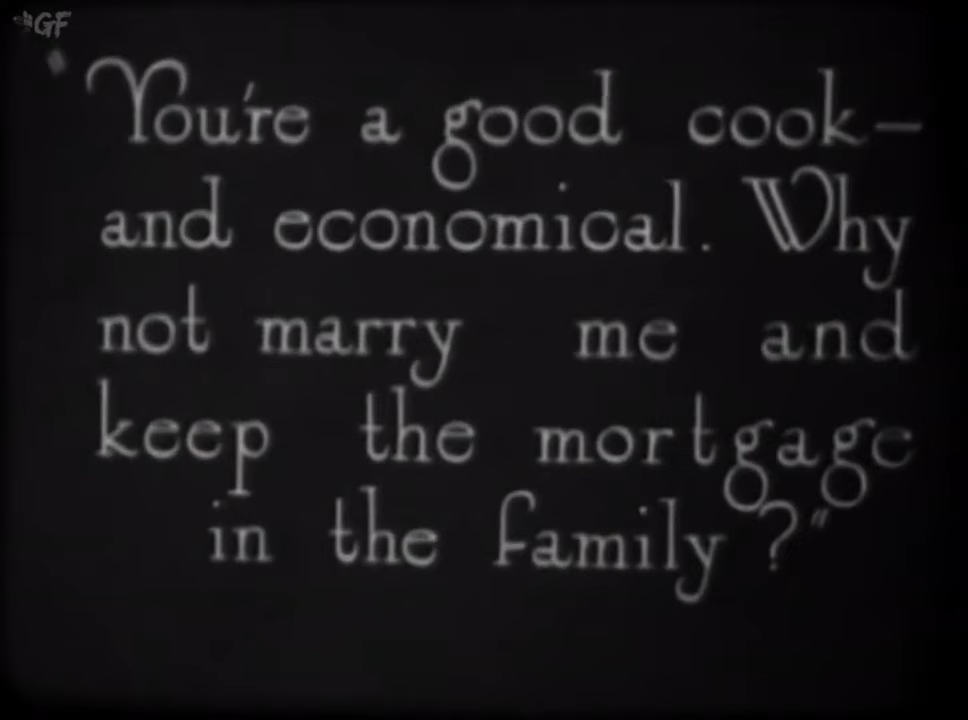 GF
"You're a good cook—
and economical. Why
not marry me and
keep the mortgage
in the family?"